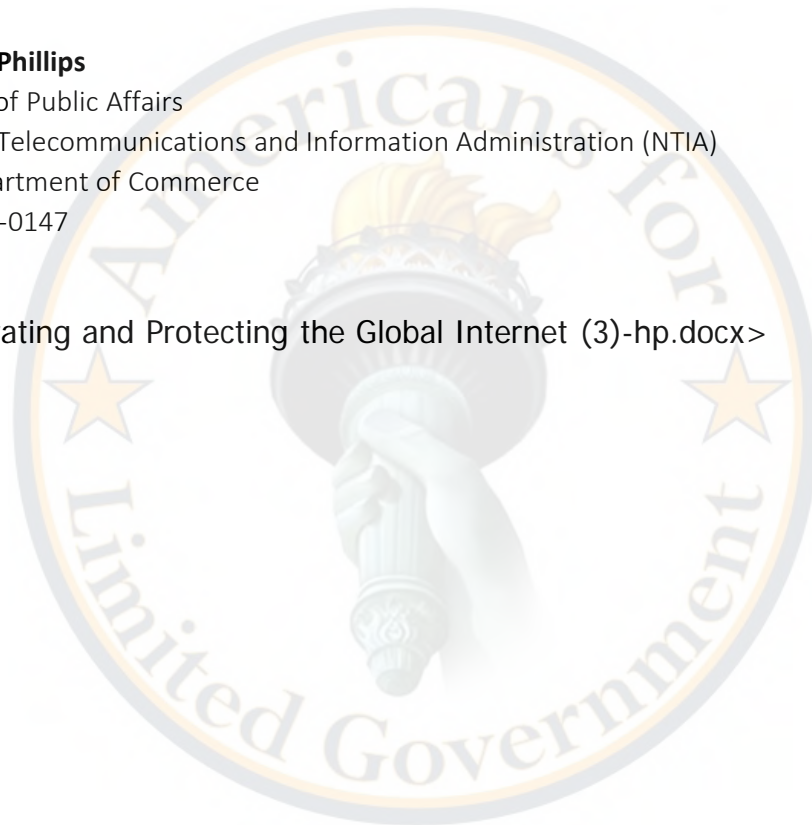 Phillips
of Public Affairs
Telecommunications and Information Administration (NTIA)
artment of Commerce
-0147
ating and Protecting the Global Internet (3)-hp.docx>
Americans for
Limited Government